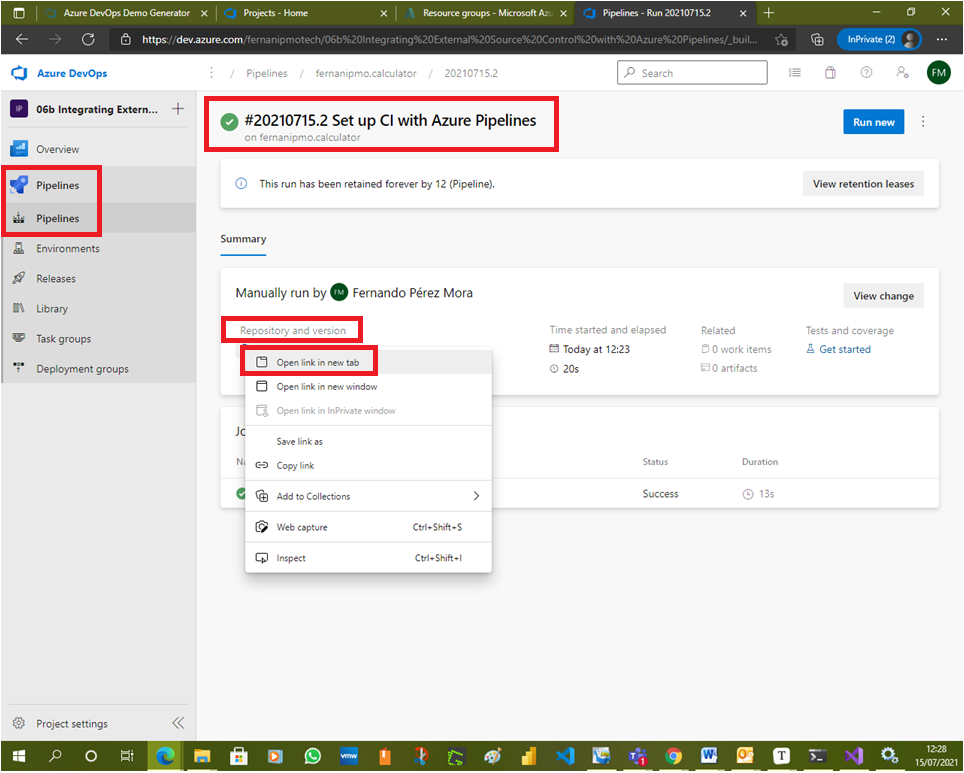 Azure DevOps Demo Generator
Projects - Home
Resource groups - Microsoft Azu
Pipelines - Run 20210715.2
https://dev.azure.com/fernanipmotech/06b%20Integrating%20External%20Source%20Control%20with%20Azure%20Pipelines/_buil...
InPrivate (2)
Azure DevOps
/ Pipelines / fernanipmo.calculator / 20210715.2
Search
FM
IP
06b Integrating Extern...
Overview
Pipelines
Pipelines
Environments
Releases
Library
Task groups
Deployment groups
Project settings
#20210715.2 Set up CI with Azure Pipelines
on fernanipmo.calculator
Run new
This run has been retained forever by 12 (Pipeline).
View retention leases
Summary
Manually run by FM Fernando Pérez Mora
View change
Repository and version
Time started and elapsed
Related
Tests and coverage
Today at 12:23
0 work items
Get started
20s
0 artifacts
Open link in new tab
Open link in new window
Open link in InPrivate window
Save link as
Copy link
Add to Collections
Web capture Ctrl+Shift+S
Inspect Ctrl+Shift+I
Jo
Na
Status
Duration
Success
13s
vmw
12:28
15/07/2021